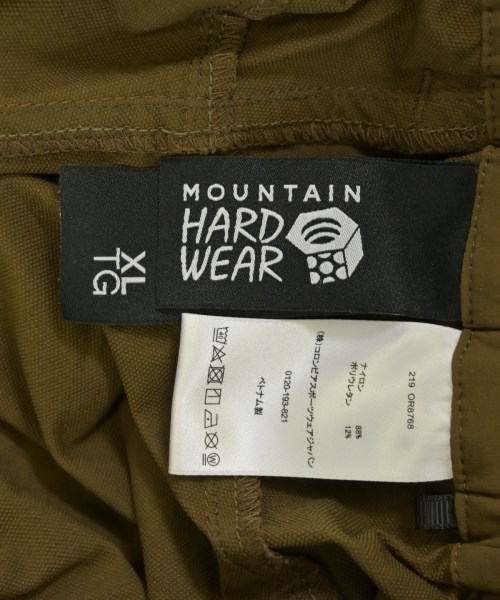 MOUNTAIN
HARD
WEAR
XL
TG
219 OR8768
ナイロン 88%
ポリウレタン 12%
(株)コロンビアスポーツウェアジャパン
0120-193-821
ベトナム製
40
W